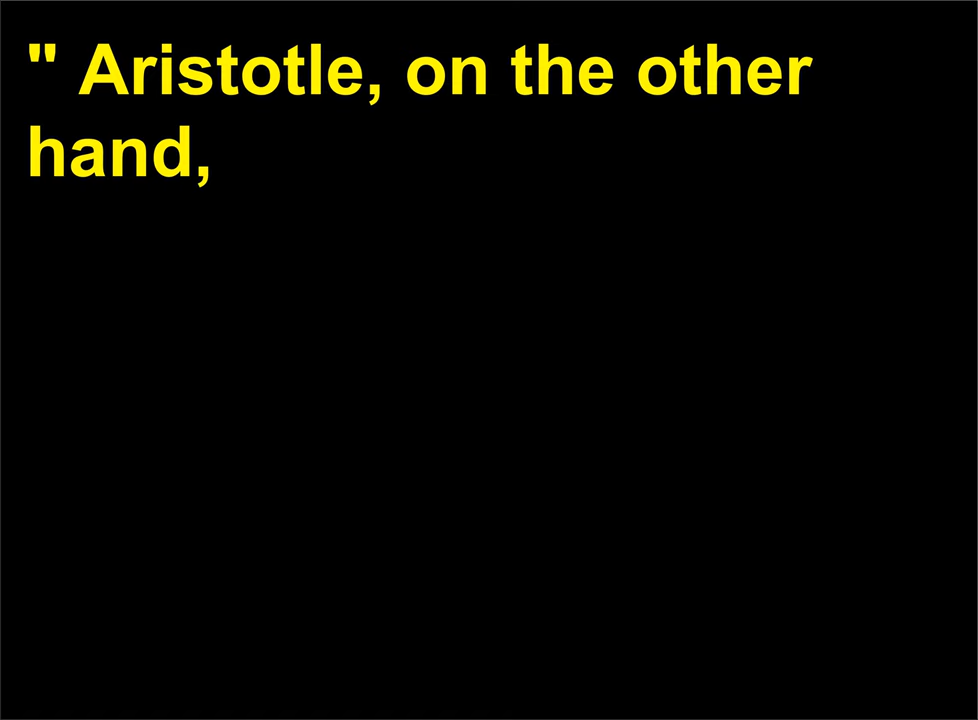 " Aristotle, on the other
hand,